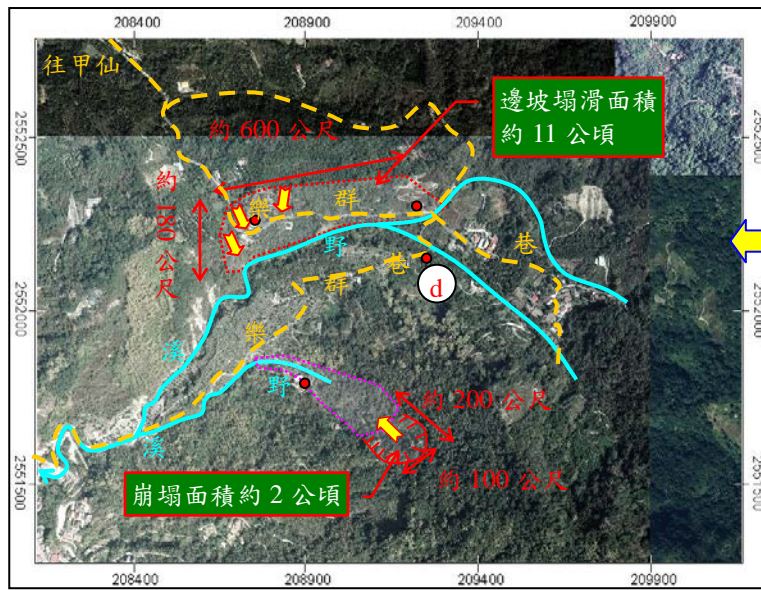 208400 208900 209400 209900
往甲仙
邊坡塌滑面積
約 11 公頃
約 600 公尺
2552500
2552500
約 180 公尺
樂
群
巷
野
巷
群
d
2552000
2552000
樂
溪
野
約 200 公尺
溪
約 100 公尺
崩塌面積約 2 公頃
2551500
2551500
208400 208900 209400 209900